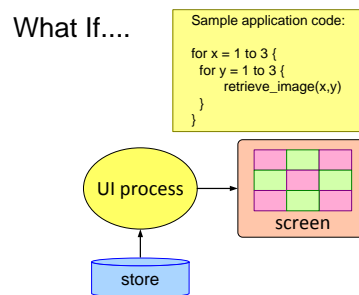 What If....
Sample application code:
for x = 1 to 3 {
for y = 1 to 3 {
retrieve_image(x,y)
}
}
UI process
screen
store